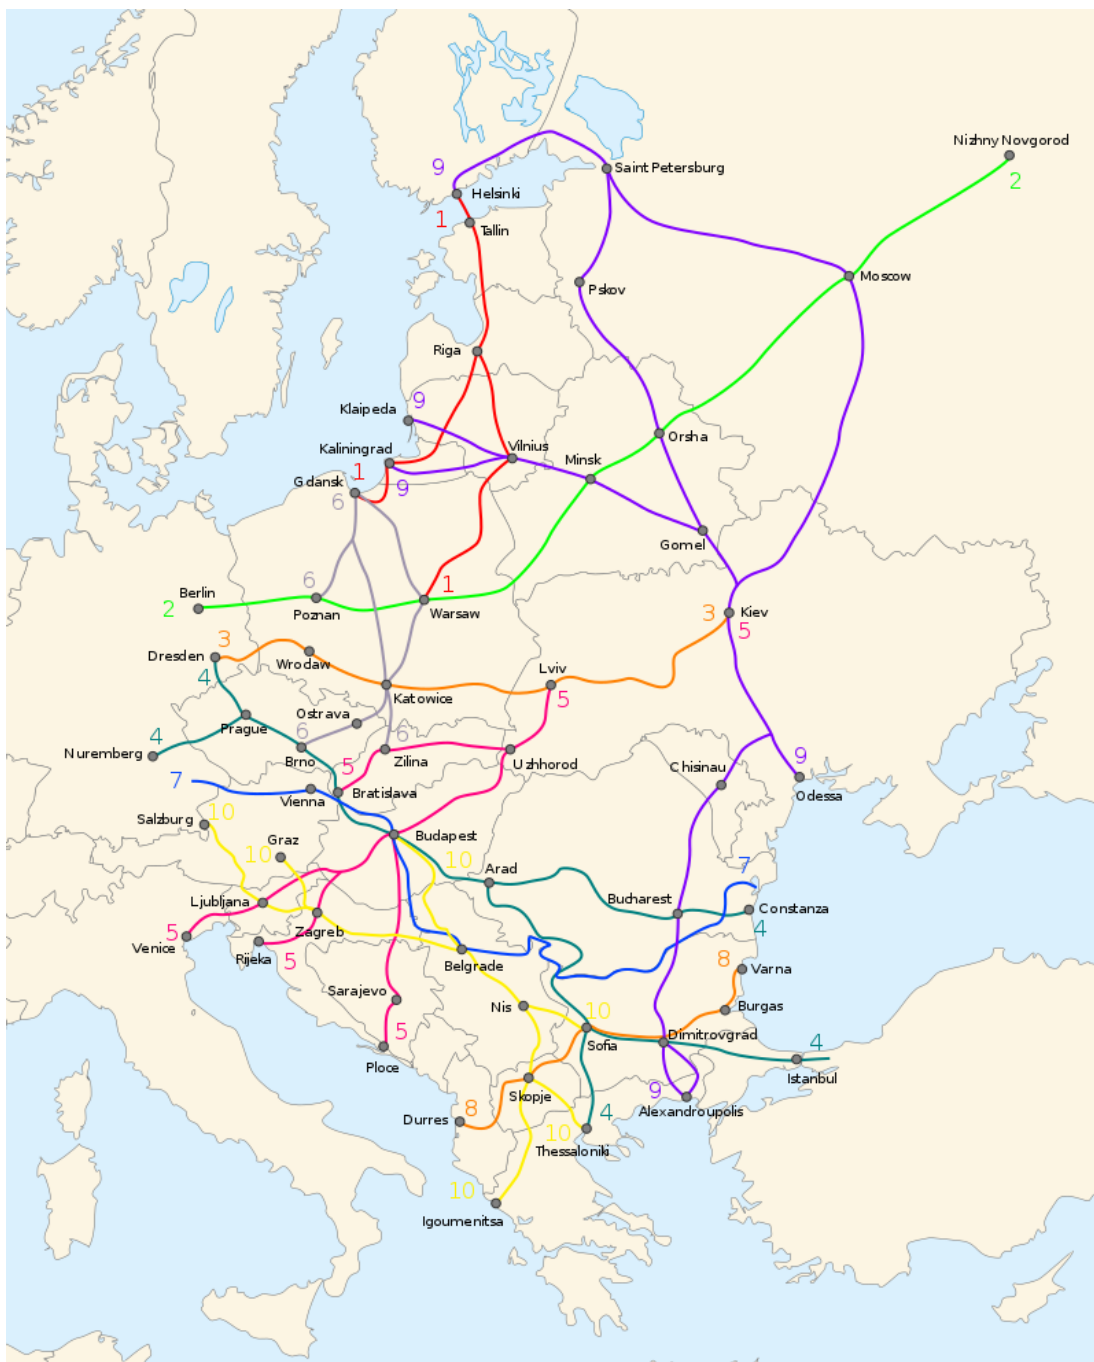 Nizhny Novgorod
2
9
Saint Petersburg
Helsinki
1
Tallin
Moscow
Pskov
Riga
Klaipeda
9
Orsha
Kaliningrad
Vilnius
Minsk
Gdansk
1
9
6
Gomel
6
1
Berlin
2
Poznan
Warsaw
3
Kiev
5
3
Dresden
Wrodaw
4
Lviv
5
Katowice
Ostrava
Prague
4
6
6
Nuremberg
Brno
Zilina
Uzhhorod
9
5
Chisinau
7
Vienna
Bratislava
Odessa
Salzburg
10
Graz
Budapest
10
10
7
Arad
Ljubljana
Bucharest
Constanza
4
5
Zagreb
Venice
Rijeka
5
Belgrade
8
Varna
Sarajevo
Nis
10
Burgas
Sofia
Dimitrovgrad
5
4
Ploce
Istanbul
Skopje
9
Alexandroupolis
Durres
8
4
10
Thessaloniki
10
Igoumenitsa